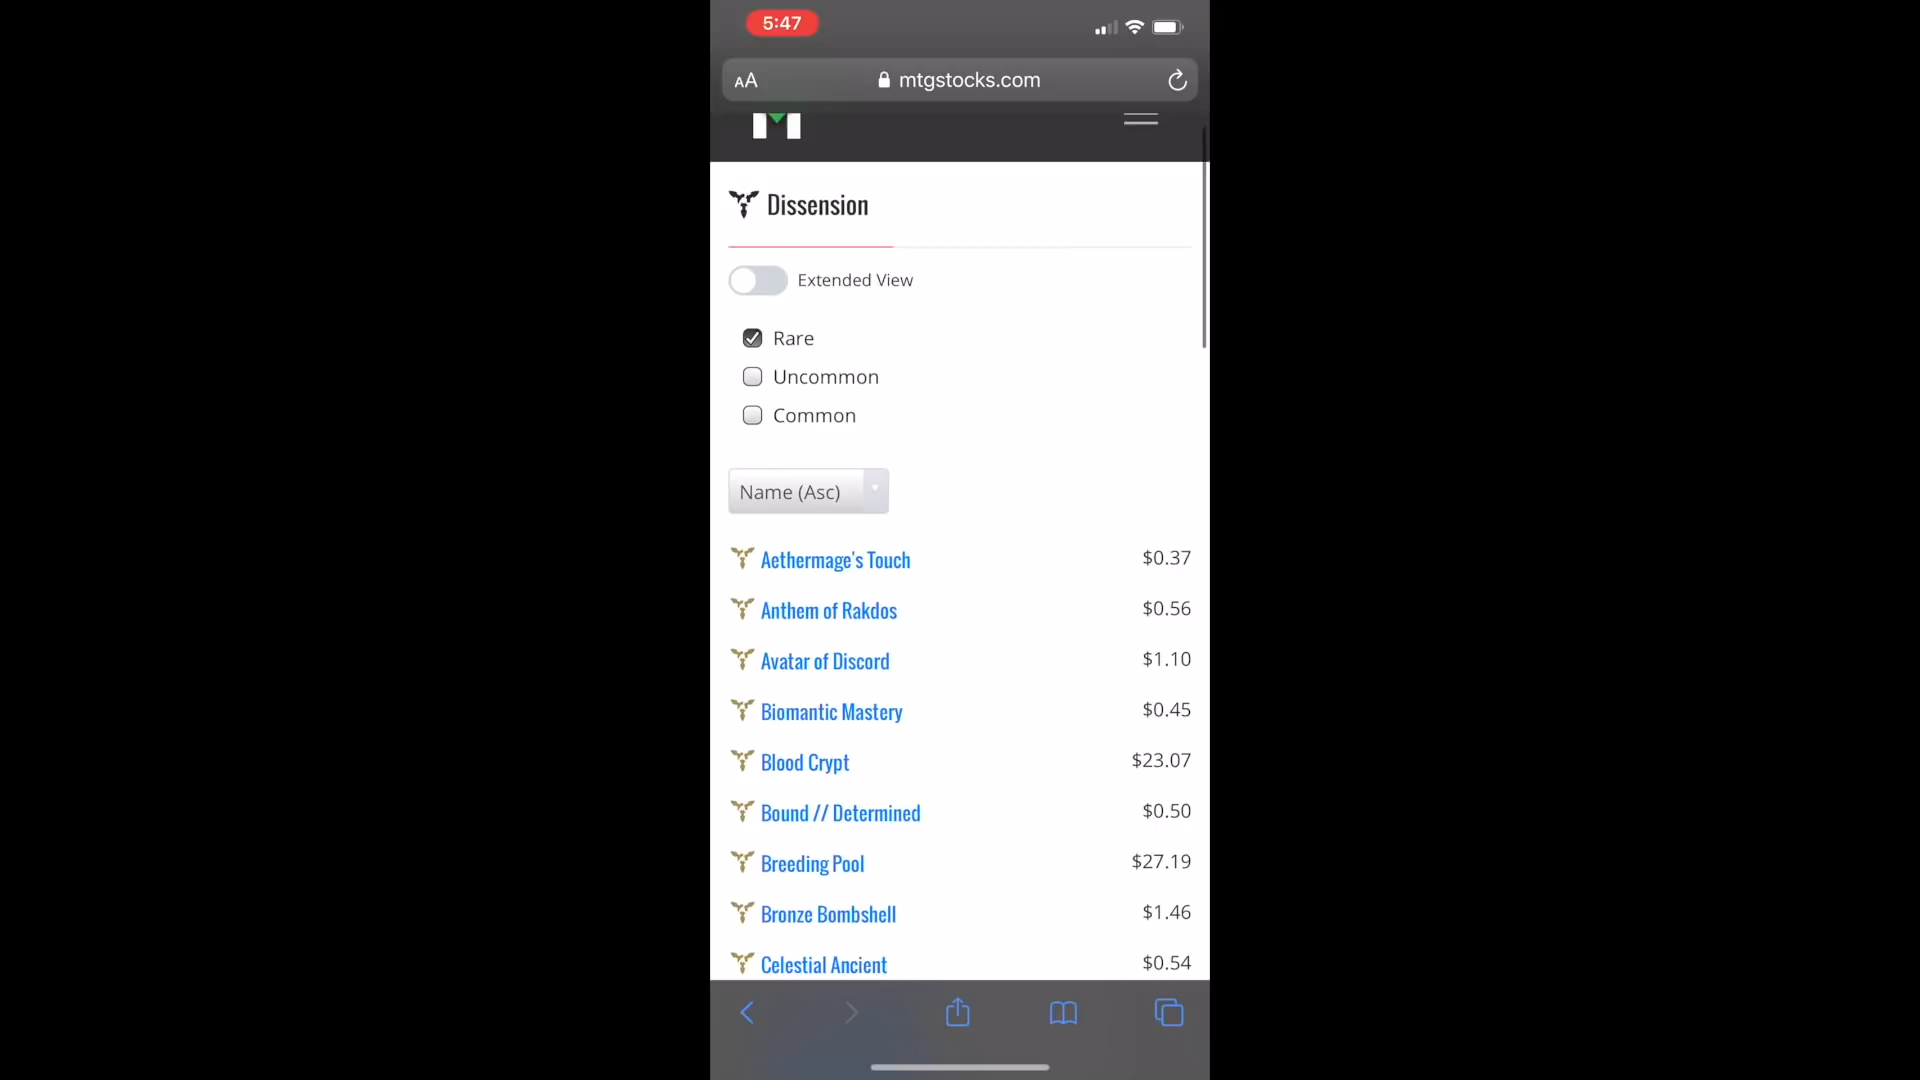 5:47
AA
mtgstocks.com
Dissension
Extended View
Rare
Uncommon
Common
Name (Asc)
Aethermage's Touch $0.37
Anthem of Rakdos $0.56
Avatar of Discord $1.10
Biomantic Mastery $0.45
Blood Crypt $23.07
Bound // Determined $0.50
Breeding Pool $27.19
Bronze Bombshell $1.46
Celestial Ancient $0.54